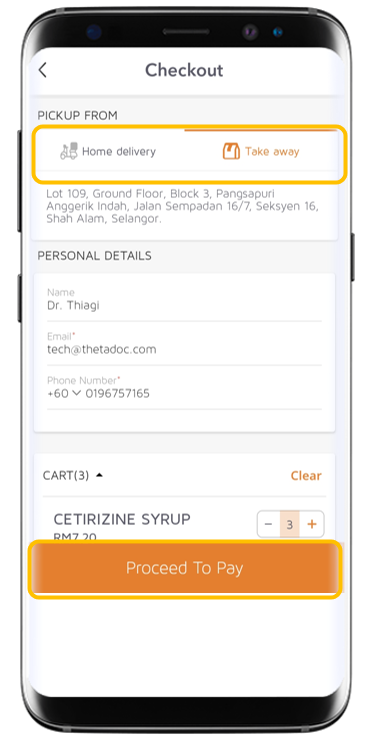 Checkout
PICKUP FROM
Home delivery
Take away
Lot 109, Ground Floor, Block 3, Pangsapuri
Anggerik Indah, Jalan Sempadan 16/7, Seksyen 16,
Shah Alam, Selangor.
PERSONAL DETAILS
Name
Dr. Thiagi
Email*
tech@thetadoc.com
Phone Number*
+60 0196757165
CART(3)
Clear
CETIRIZINE SYRUP
- 3 +
RM7.20
Proceed To Pay